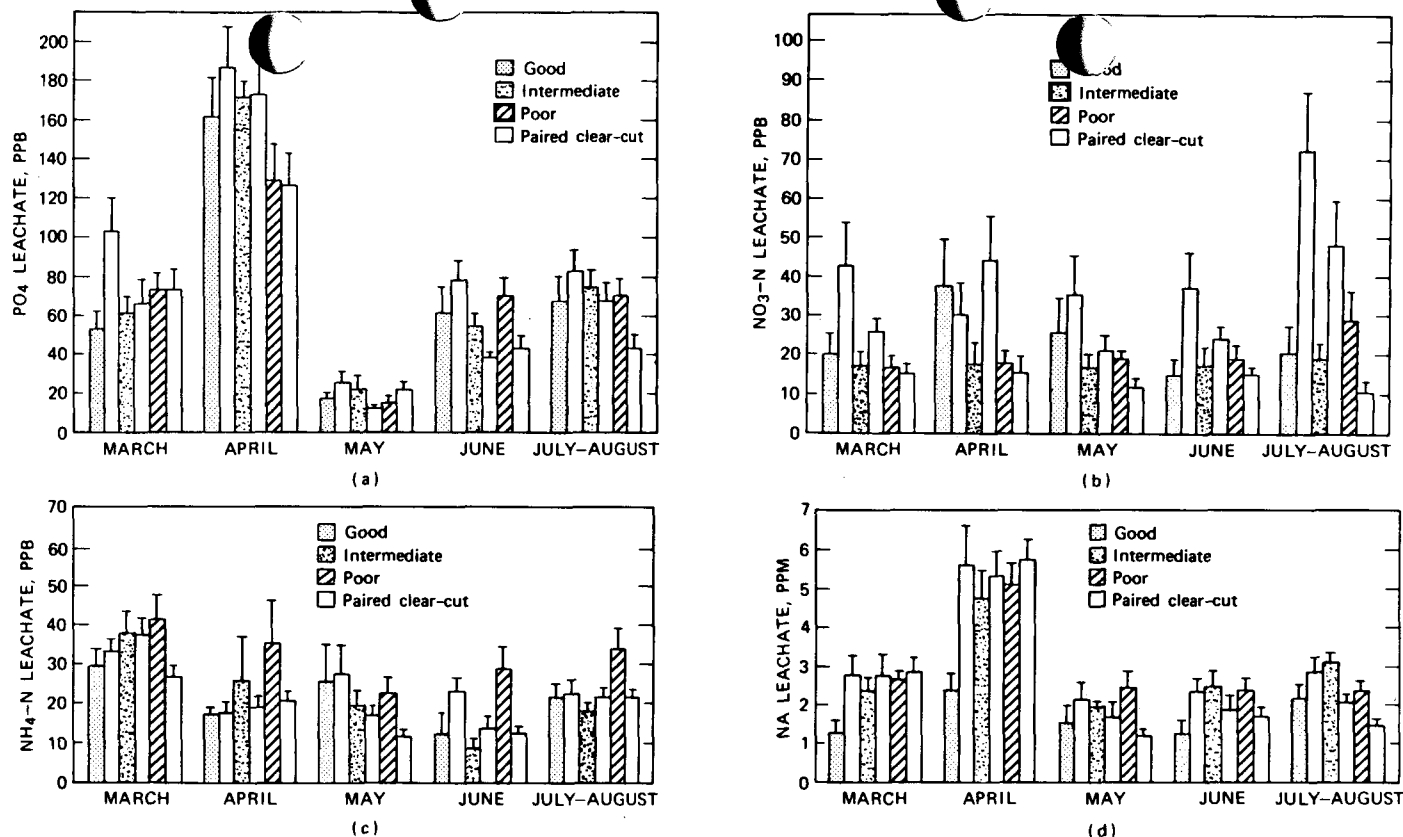 PO4 LEACHATE, PPB
200
180
160
140
120
100
80
60
40
20
0
Good
Intermediate
Poor
Paired clear-cut
MARCH
APRIL
MAY
JUNE
JULY-AUGUST
(a)
NO3-N LEACHATE, PPB
100
90
80
70
60
50
40
30
20
10
0
Intermediate
Poor
Paired clear-cut
MARCH
APRIL
MAY
JUNE
JULY-AUGUST
(b)
NH4-N LEACHATE, PPB
70
60
50
40
30
20
10
0
Good
Intermediate
Poor
Paired clear-cut
MARCH
APRIL
MAY
JUNE
JULY-AUGUST
(c)
NA LEACHATE, PPM
7
6
5
4
3
2
1
0
Good
Intermediate
Poor
Paired clear-cut
MARCH
APRIL
MAY
JUNE
JULY-AUGUST
(d)